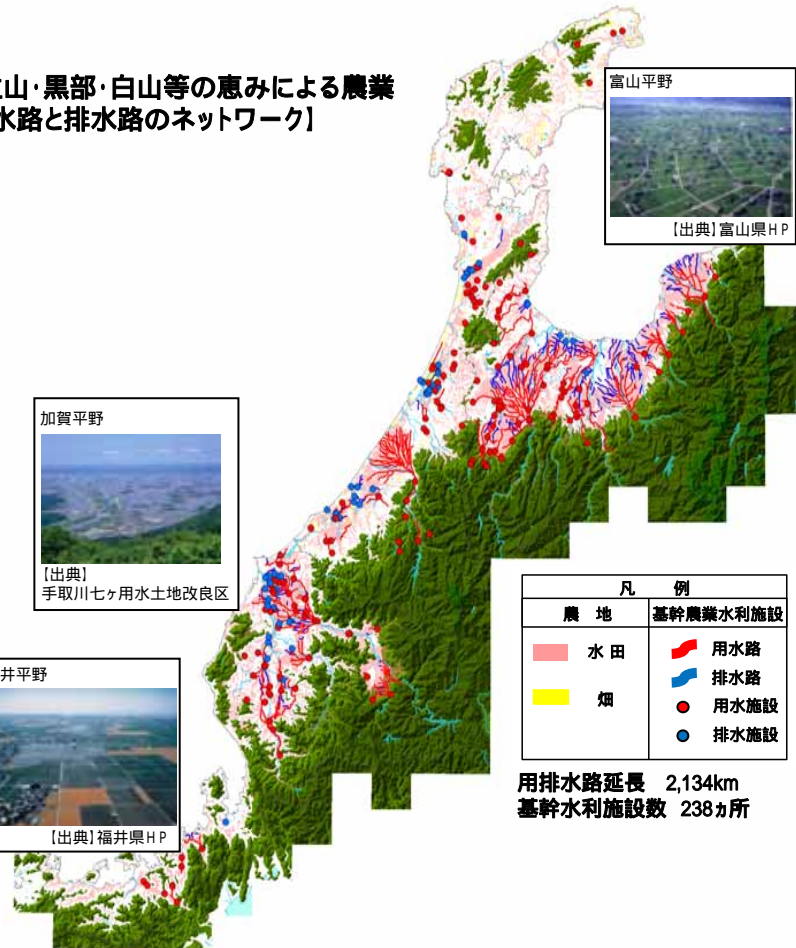 山･黒部･白山等の恵みによる農業
水路と排水路のネットワーク】
富山平野
【出典】富山県ＨＰ
加賀平野
【出典】
手取川七ヶ用水土地改良区
井平野
【出典】福井県ＨＰ
凡　例
農　地
基幹農業水利施設
水 田
畑
用水路
排水路
用水施設
排水施設
用排水路延長　2,134km
基幹水利施設数　238ヵ所